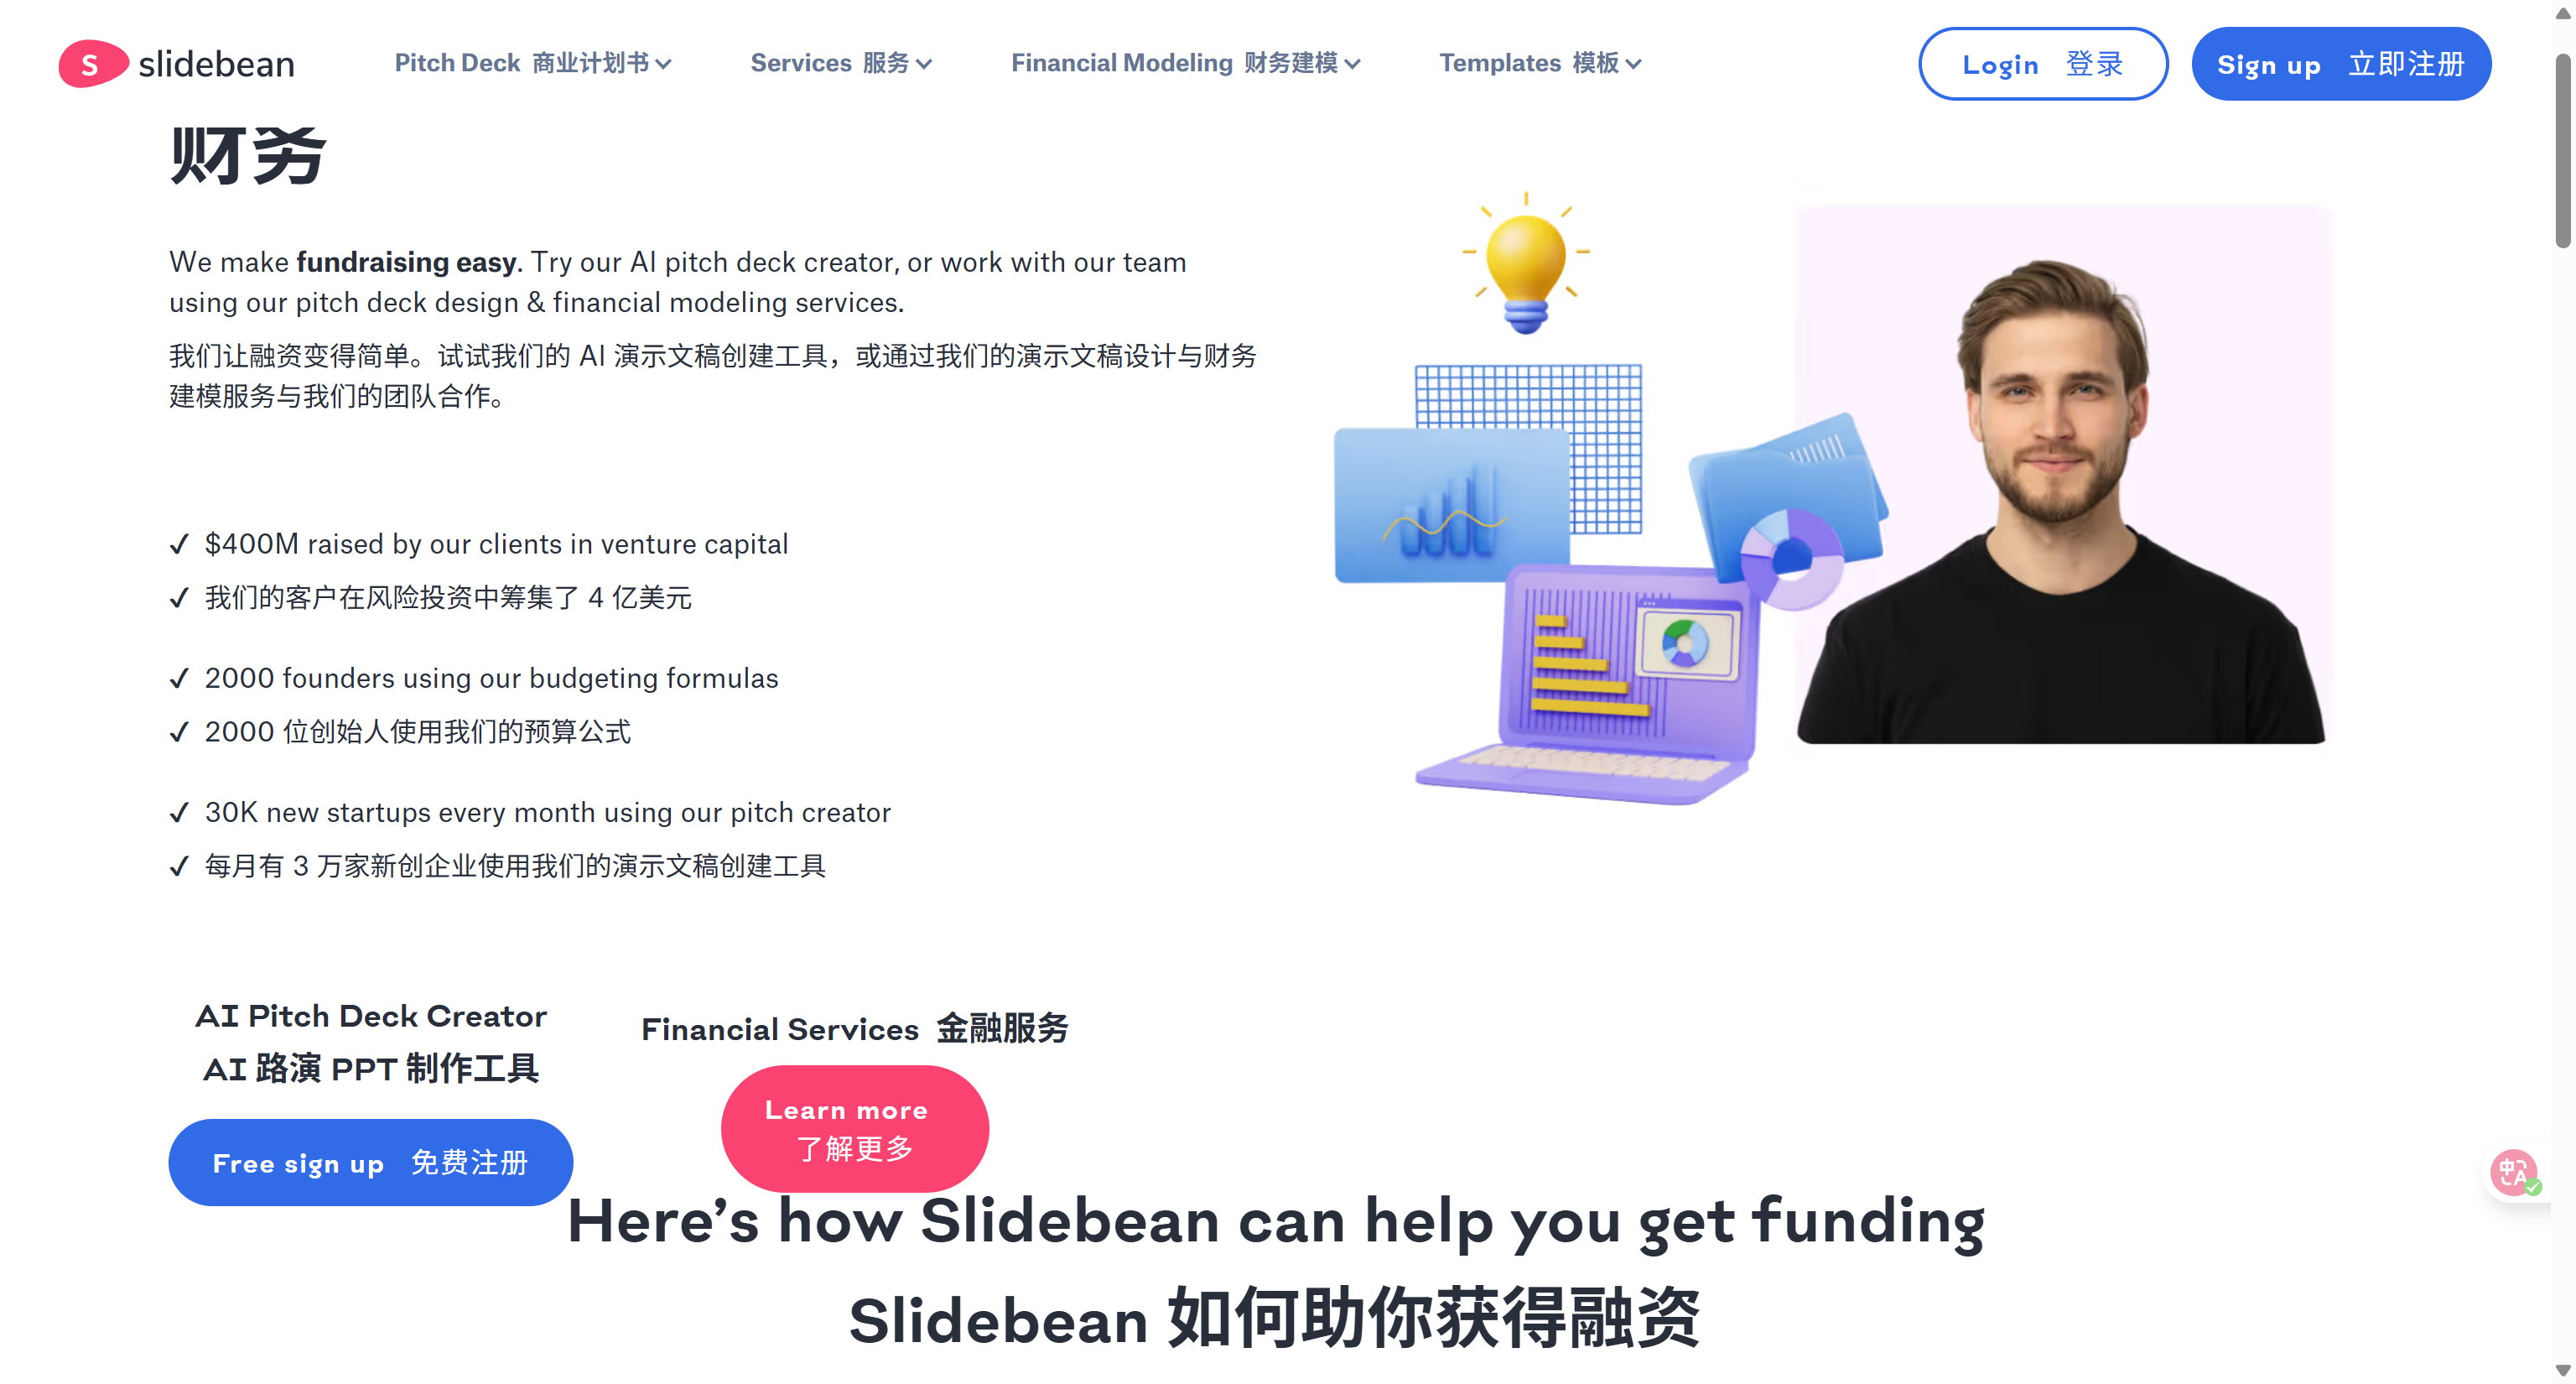 S slidebean
Pitch Deck 商业计划书
Services 服务
Financial Modeling 财务建模
Templates 模板
Login 登录
Sign up 立即注册
财务
We make fundraising easy. Try our AI pitch deck creator, or work with our team
using our pitch deck design & financial modeling services.
我们让融资变得简单。试试我们的 AI 演示文稿创建工具，或通过我们的演示文稿设计与财务
建模服务与我们的团队合作。
✓ $400M raised by our clients in venture capital
✓ 我们的客户在风险投资中筹集了 4 亿美元
✓ 2000 founders using our budgeting formulas
✓ 2000 位创始人使用我们的预算公式
✓ 30K new startups every month using our pitch creator
✓ 每月有 3 万家新创企业使用我们的演示文稿创建工具
AI Pitch Deck Creator
AI 路演 PPT 制作工具
Free sign up 免费注册
Financial Services 金融服务
Learn more
了解更多
Here's how Slidebean can help you get funding
Slidebean 如何助你获得融资
中A